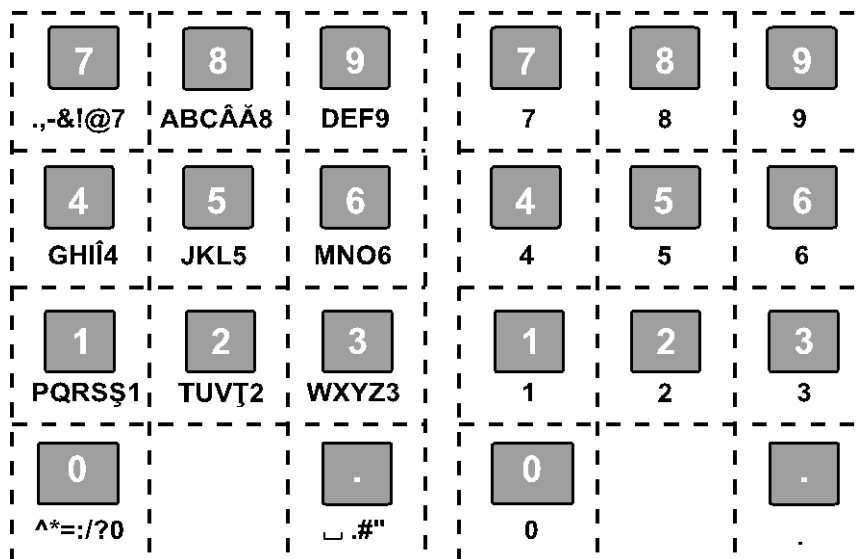 7 8 9 7 8 9
.,-&!@7 ABCÂĂ8 DEF9 7 8 9
4 5 6 4 5 6
GHIÎ4 JKL5 MNO6 4 5 6
1 2 3 1 2 3
PQRSŞ1 TUVŢ2 WXYZ3 1 2 3
0 . 0 .
^*=:/?0 ⎵ .#" 0 .